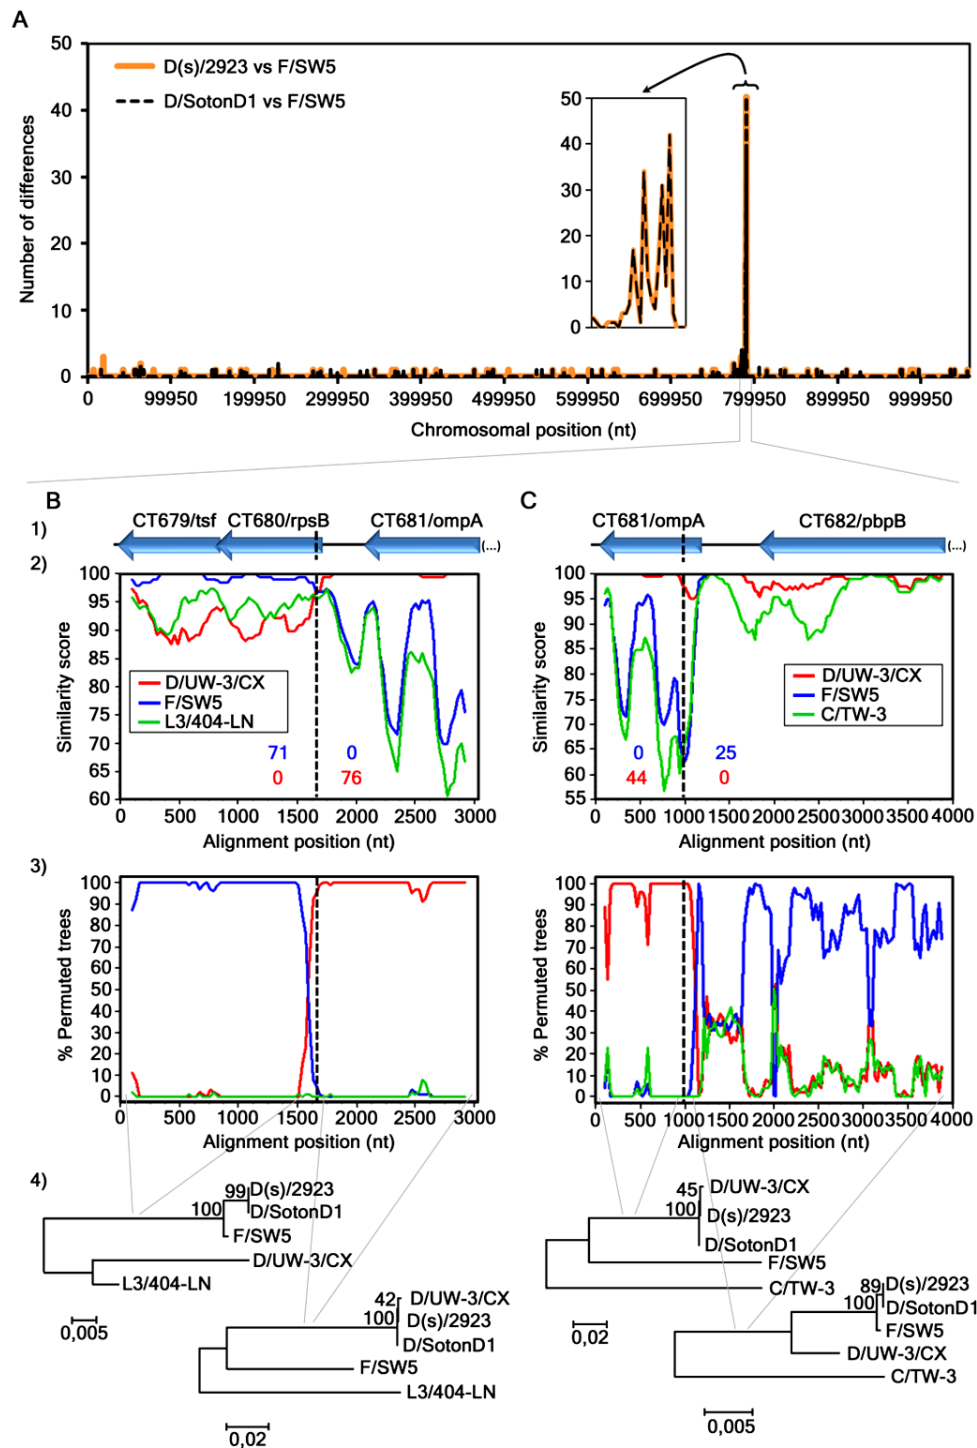 A
50
40
30
20
10
0
Number of differences
D(s)/2923 vs F/SW5
D/SotonD1 vs F/SW5
50
40
30
20
10
0
0 999950 199950 299950 399950 499950 599950 699950 799950 899950 999950
Chromosomal position (nt)
B
1)
CT679/tsf CT680/rpsB CT681/ompA
(...)
2)
100
95
90
85
80
75
70
65
60
Similarity score
D/UW-3/CX
F/SW5
L3/404-LN
71 0
0 76
0 500 1000 1500 2000 2500 3000
Alignment position (nt)
3)
100
90
80
70
60
50
40
30
20
10
0
% Permuted trees
0 500 1000 1500 2000 2500 3000
Alignment position (nt)
4)
99 D(s)/2923
D/SotonD1
100
F/SW5
D/UW-3/CX
L3/404-LN
0,005
42 D/UW-3/CX
100 D(s)/2923
D/SotonD1
F/SW5
L3/404-LN
0,02
C
CT681/ompA CT682/pbpB
(...)
100
95
90
85
80
75
70
65
60
55
Similarity score
D/UW-3/CX
F/SW5
C/TW-3
0 25
44 0
0 500 1000 1500 2000 2500 3000 3500 4000
Alignment position (nt)
100
90
80
70
60
50
40
30
20
10
0
% Permuted trees
0 500 1000 1500 2000 2500 3000 3500 4000
Alignment position (nt)
45 D/UW-3/CX
100 D(s)/2923
D/SotonD1
F/SW5
C/TW-3
0,02
89 D(s)/2923
100 D/SotonD1
F/SW5
D/UW-3/CX
C/TW-3
0,005